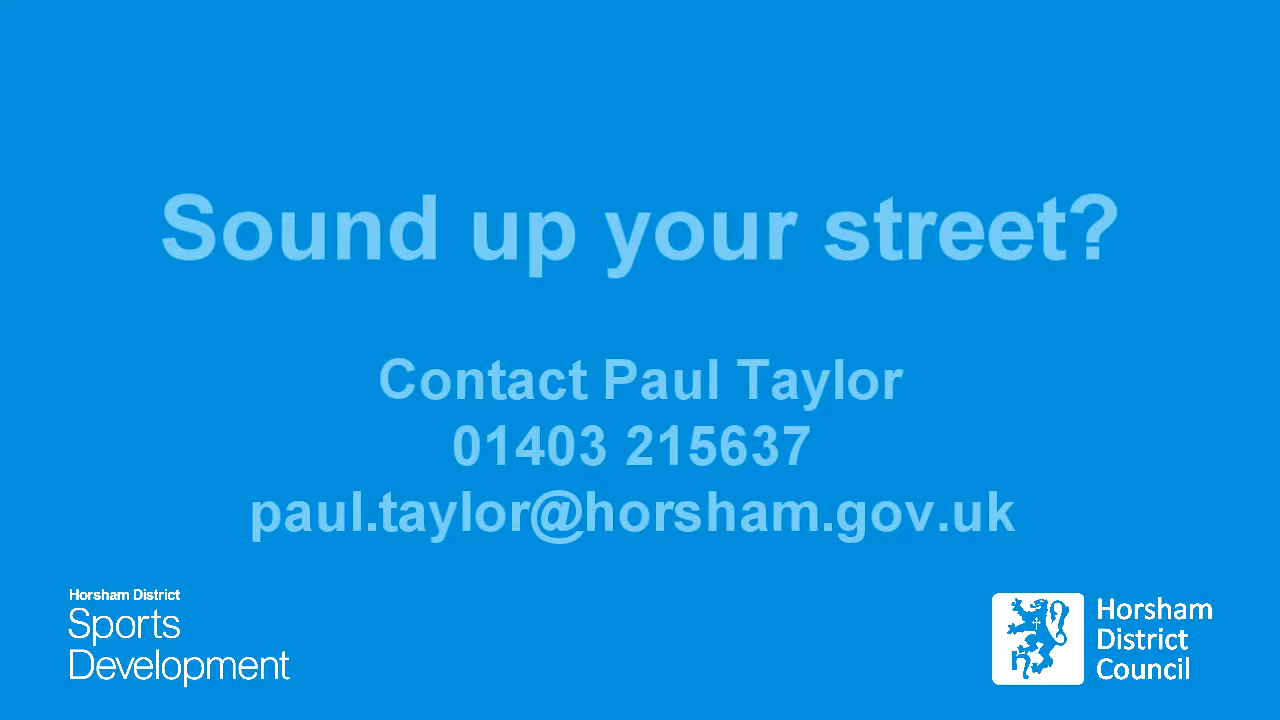 Sound up your street?
Contact Paul Taylor
01403 215637
paul.taylor@horsham.gov.uk
Horsham District
Sports
Development
Horsham
District
Council